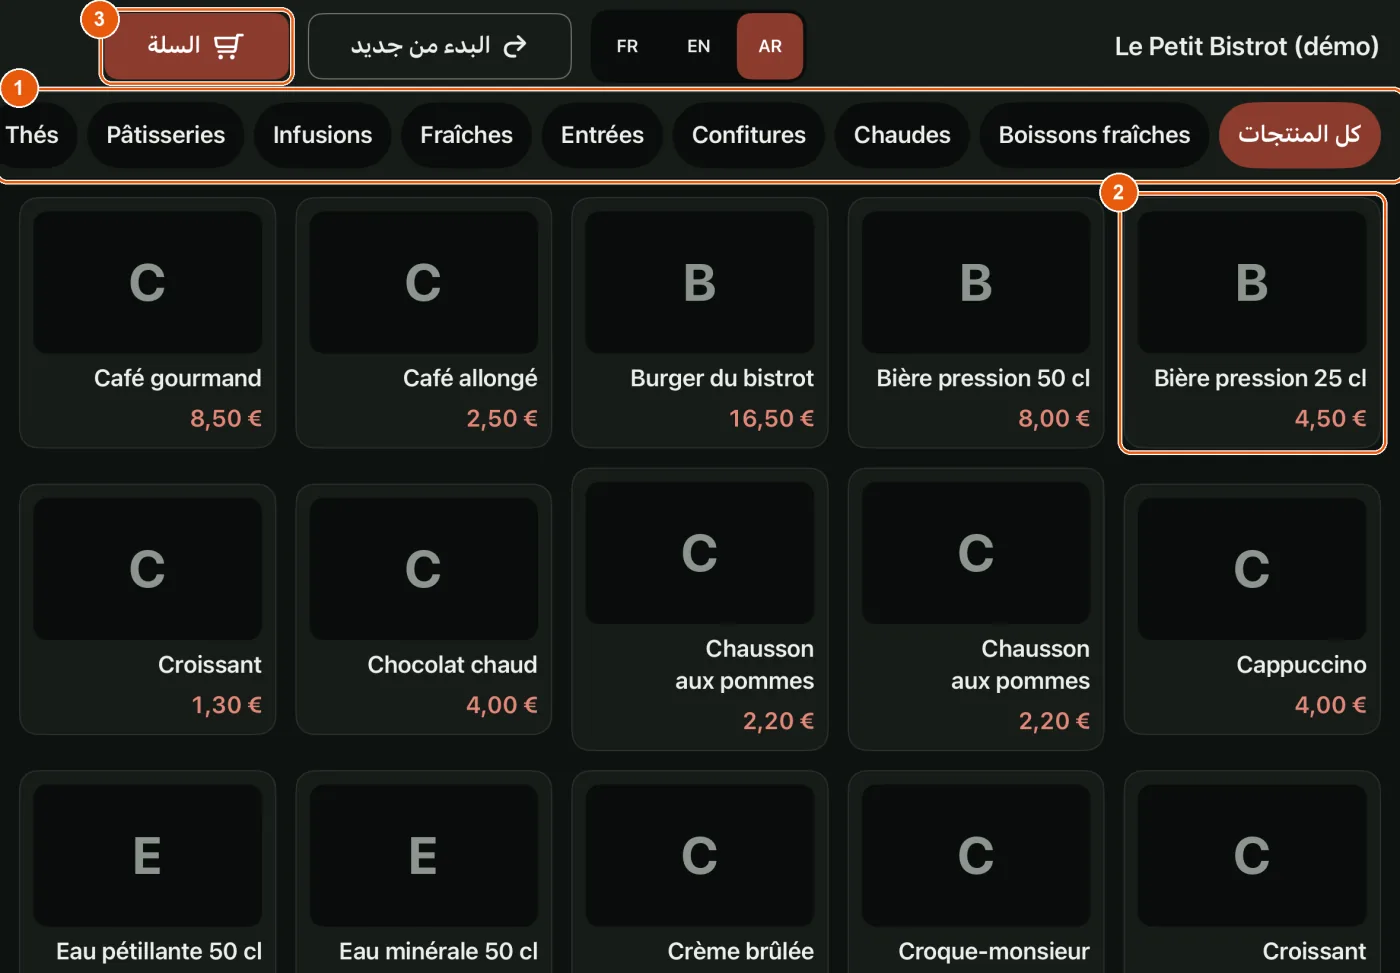 Le Petit Bistrot (démo)
AR
EN
FR
البدء من جديد
السلة
3
1
كل المنتجات
Boissons fraîches
Chaudes
Confitures
Entrées
Fraîches
Infusions
Pâtisseries
Thés
2
B
Bière pression 25 cl
4,50 €
B
Bière pression 50 cl
8,00 €
B
Burger du bistrot
16,50 €
C
Café allongé
2,50 €
C
Café gourmand
8,50 €
C
Cappuccino
4,00 €
C
Chausson
aux pommes
2,20 €
C
Chausson
aux pommes
2,20 €
C
Chocolat chaud
4,00 €
C
Croissant
1,30 €
C
Croissant
C
Croque-monsieur
C
Crème brûlée
E
Eau minérale 50 cl
E
Eau pétillante 50 cl